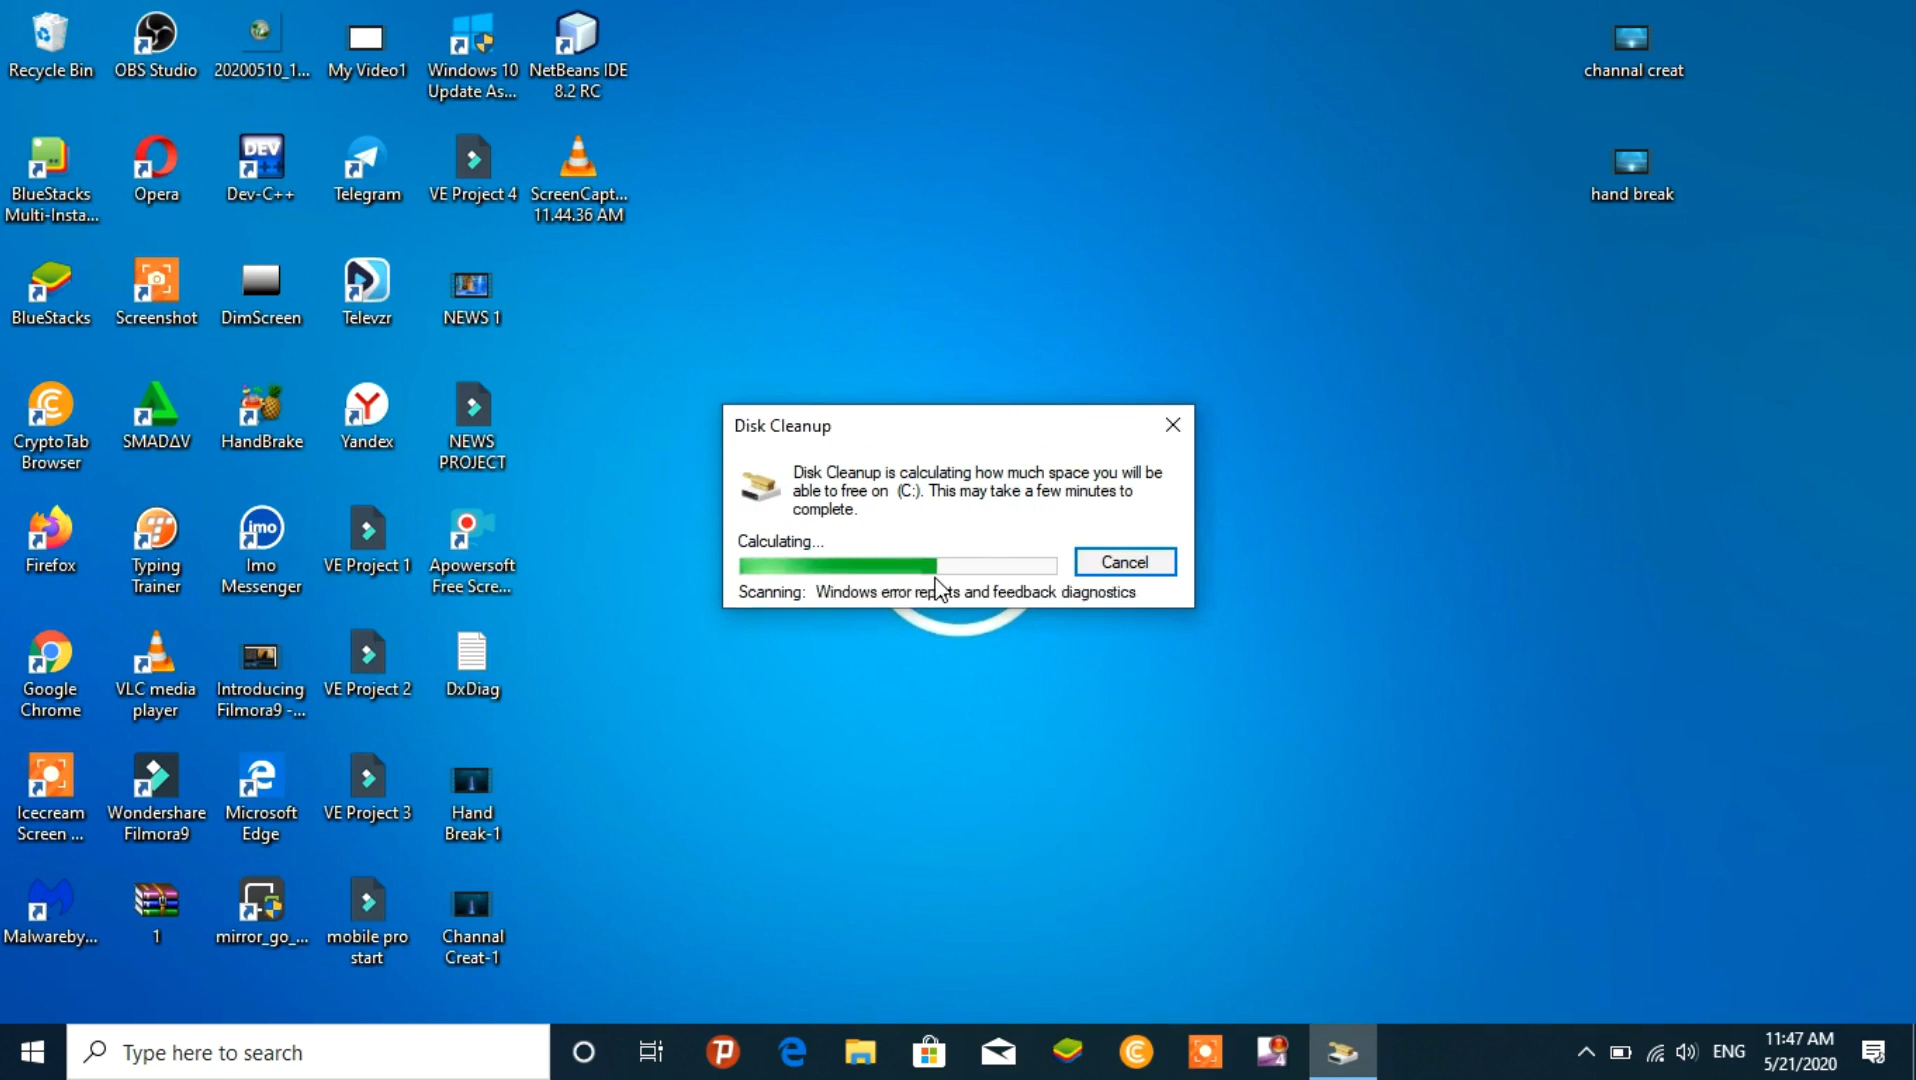 Recycle Bin
OBS Studio
20200510_1...
My Video1
Windows 10
Update As...
NetBeans IDE
8.2 RC
channal creat
BlueStacks
Multi-Insta...
Opera
DEV
Dev-C++
Telegram
VE Project 4
ScreenCapt...
11.44.36 AM
hand break
BlueStacks
Screenshot
DimScreen
Televzr
NEWS 1
CryptoTab
Browser
SMADΔV
HandBrake
Yandex
NEWS
PROJECT
Disk Cleanup
Disk Cleanup is calculating how much space you will be
able to free on (C:). This may take a few minutes to
complete.
Calculating...
Cancel
Scanning: Windows error reports and feedback diagnostics
Firefox
Typing
Trainer
imo
Imo
Messenger
VE Project 1
Apowersoft
Free Scre...
Google
Chrome
VLC media
player
Introducing
Filmora9 -...
VE Project 2
DxDiag
Icecream
Screen ...
Wondershare
Filmora9
Microsoft
Edge
VE Project 3
Hand
Break-1
Malwareby...
1
mirror_go_...
mobile pro
start
Channal
Creat-1
Type here to search
4
ENG
11:47 AM
5/21/2020